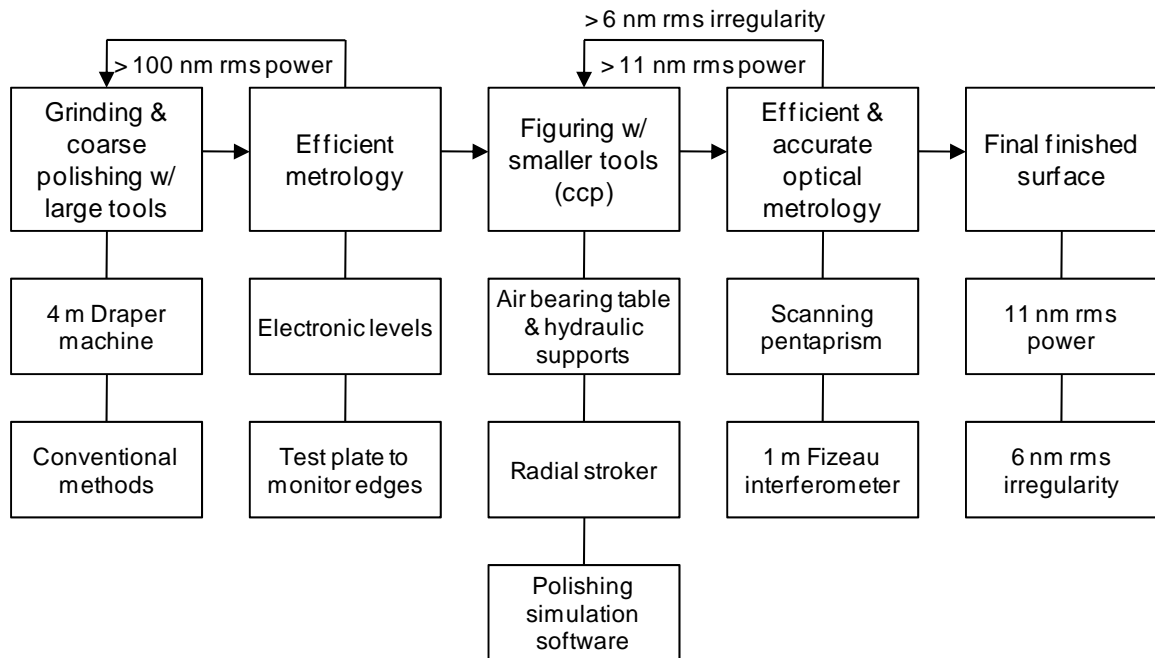 > 6 nm rms irregularity
> 100 nm rms power
> 11 nm rms power
Grinding &
coarse
polishing w/
large tools
Efficient
metrology
Figuring w/
smaller tools
(ccp)
Efficient &
accurate
optical
metrology
Final finished
surface
4 m Draper
machine
Electronic levels
Air bearing table
& hydraulic
supports
Scanning
pentaprism
11 nm rms
power
Conventional
methods
Test plate to
monitor edges
Radial stroker
1 m Fizeau
interferometer
6 nm rms
irregularity
Polishing
simulation
software